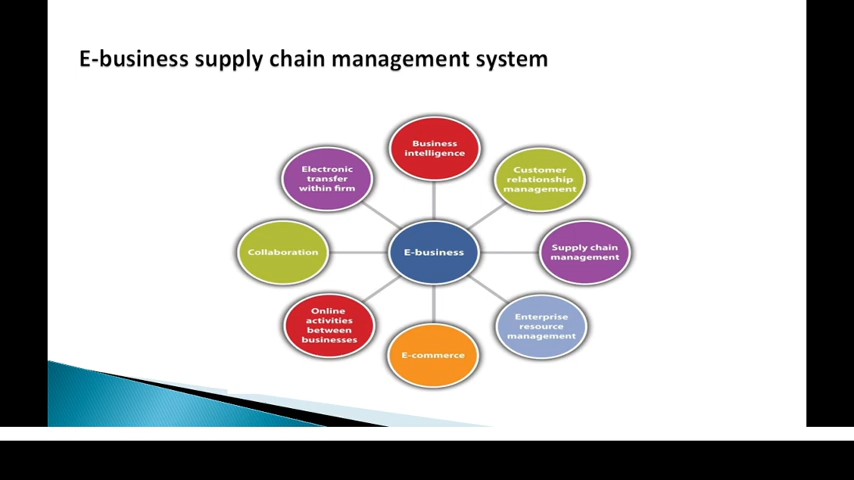 E-business supply chain management system
Business
intelligence
Electronic
transfer
within firm
Customer
relationship
management
Collaboration
E-business
Supply chain
management
Online
activities
between
businesses
Enterprise
resource
management
E-commerce